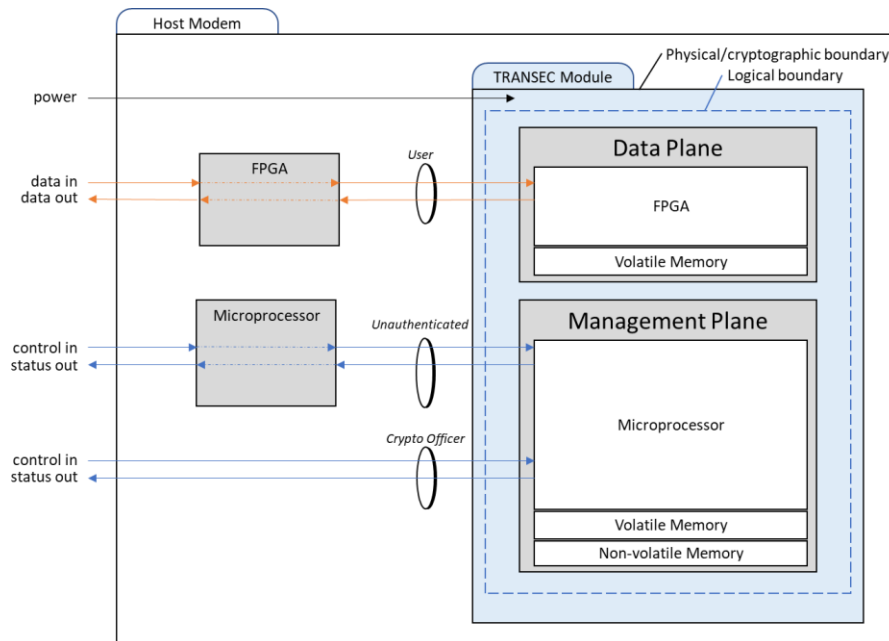 Host Modem
Physical/cryptographic boundary
TRANSEC Module
Logical boundary
power
Data Plane
User
FPGA
data in
data out
FPGA
Volatile Memory
Microprocessor
Unauthenticated
Management Plane
control in
status out
Microprocessor
Crypto Officer
control in
status out
Volatile Memory
Non-volatile Memory